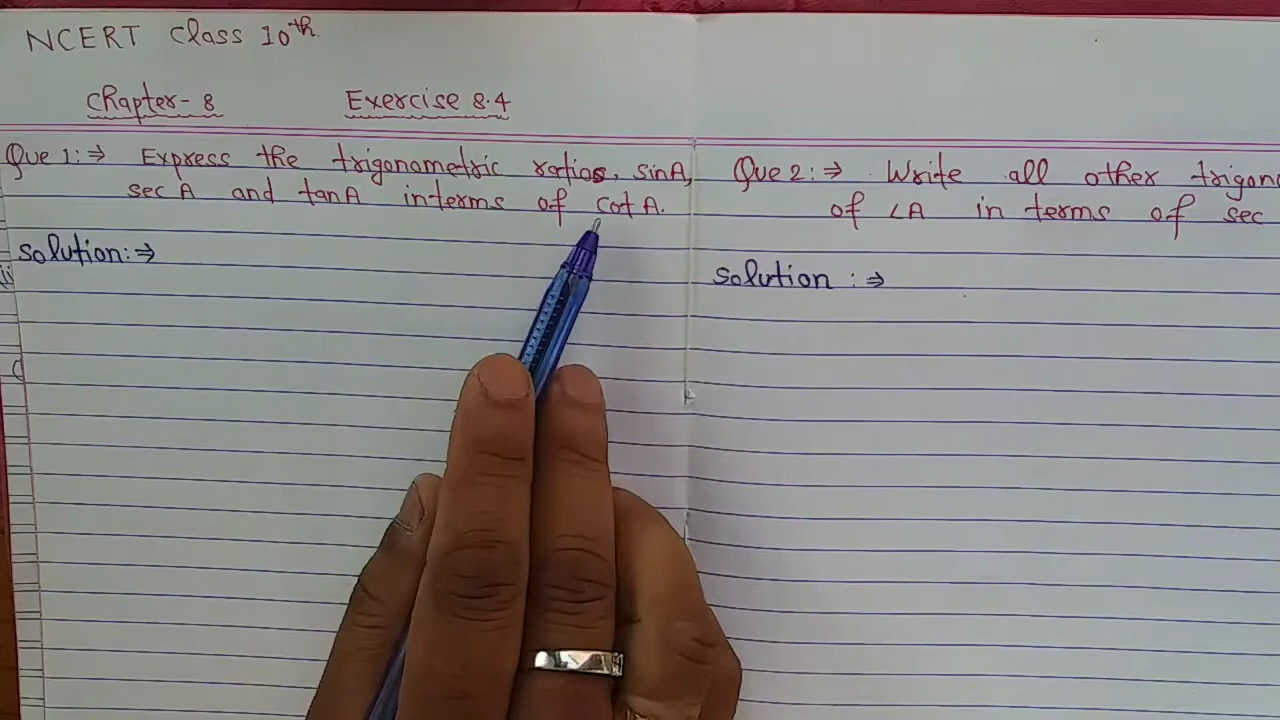 NCERT Class 10th
Chapter- 8 Exercise 8.4
Que 1:⇒ Express the trigonometric ratios, sinA,
sec A and tanA interms of cot A.
Solution:⇒
Que 2:⇒ Write all other trigon
of ∠A in terms of sec
Solution :⇒